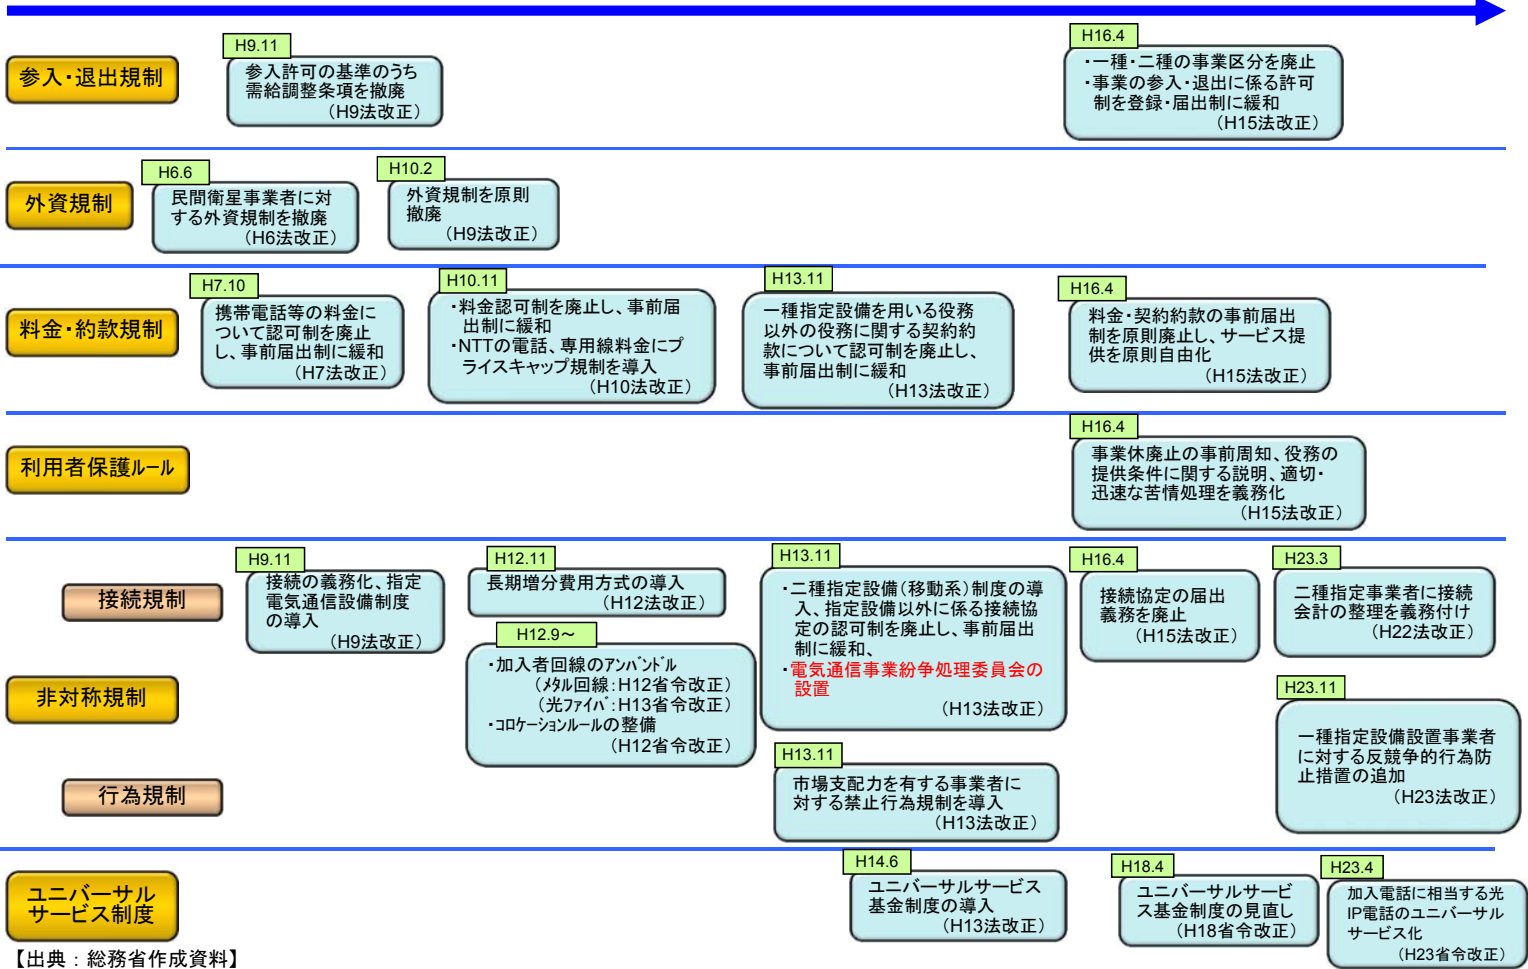 参入・退出規制
H9.11
参入許可の基準のうち
需給調整条項を撤廃
(H9法改正)
H16.4
・一種・二種の事業区分を廃止
・事業の参入・退出に係る許可
制を登録・届出制に緩和
(H15法改正)
外資規制
H6.6
民間衛星事業者に対
する外資規制を撤廃
(H6法改正)
H10.2
外資規制を原則
撤廃
(H9法改正)
料金・約款規制
H7.10
携帯電話等の料金に
ついて認可制を廃止
し、事前届出制に緩和
(H7法改正)
H10.11
・料金認可制を廃止し、事前届
出制に緩和
・NTTの電話、専用線料金にプ
ライスキャップ規制を導入
(H10法改正)
H13.11
一種指定設備を用いる役務
以外の役務に関する契約約
款について認可制を廃止し、
事前届出制に緩和
(H13法改正)
H16.4
料金・契約約款の事前届出
制を原則廃止し、サービス提
供を原則自由化
(H15法改正)
利用者保護ルール
H16.4
事業休廃止の事前周知、役務の
提供条件に関する説明、適切・
迅速な苦情処理を義務化
(H15法改正)
接続規制
H9.11
接続の義務化、指定
電気通信設備制度
の導入
(H9法改正)
H12.11
長期増分費用方式の導入
(H12法改正)
H12.9～
・加入者回線のアンバンドル
(メタル回線:H12省令改正)
(光ファイバ:H13省令改正)
・コロケーションルールの整備
(H12省令改正)
H13.11
・二種指定設備(移動系)制度の導
入、指定設備以外に係る接続協
定の認可制を廃止し、事前届出
制に緩和、
・電気通信事業紛争処理委員会の
設置
(H13法改正)
H16.4
接続協定の届出
義務を廃止
(H15法改正)
H23.3
二種指定事業者に接続
会計の整理を義務付け
(H22法改正)
非対称規制
行為規制
H13.11
市場支配力を有する事業者に
対する禁止行為規制を導入
(H13法改正)
H23.11
一種指定設備設置事業者
に対する反競争的行為防
止措置の追加
(H23法改正)
ユニバーサル
サービス制度
H14.6
ユニバーサルサービス
基金制度の導入
(H13法改正)
H18.4
ユニバーサルサービ
ス基金制度の見直し
(H18省令改正)
H23.4
加入電話に相当する光
IP電話のユニバーサル
サービス化
(H23省令改正)
【出典：総務省作成資料】